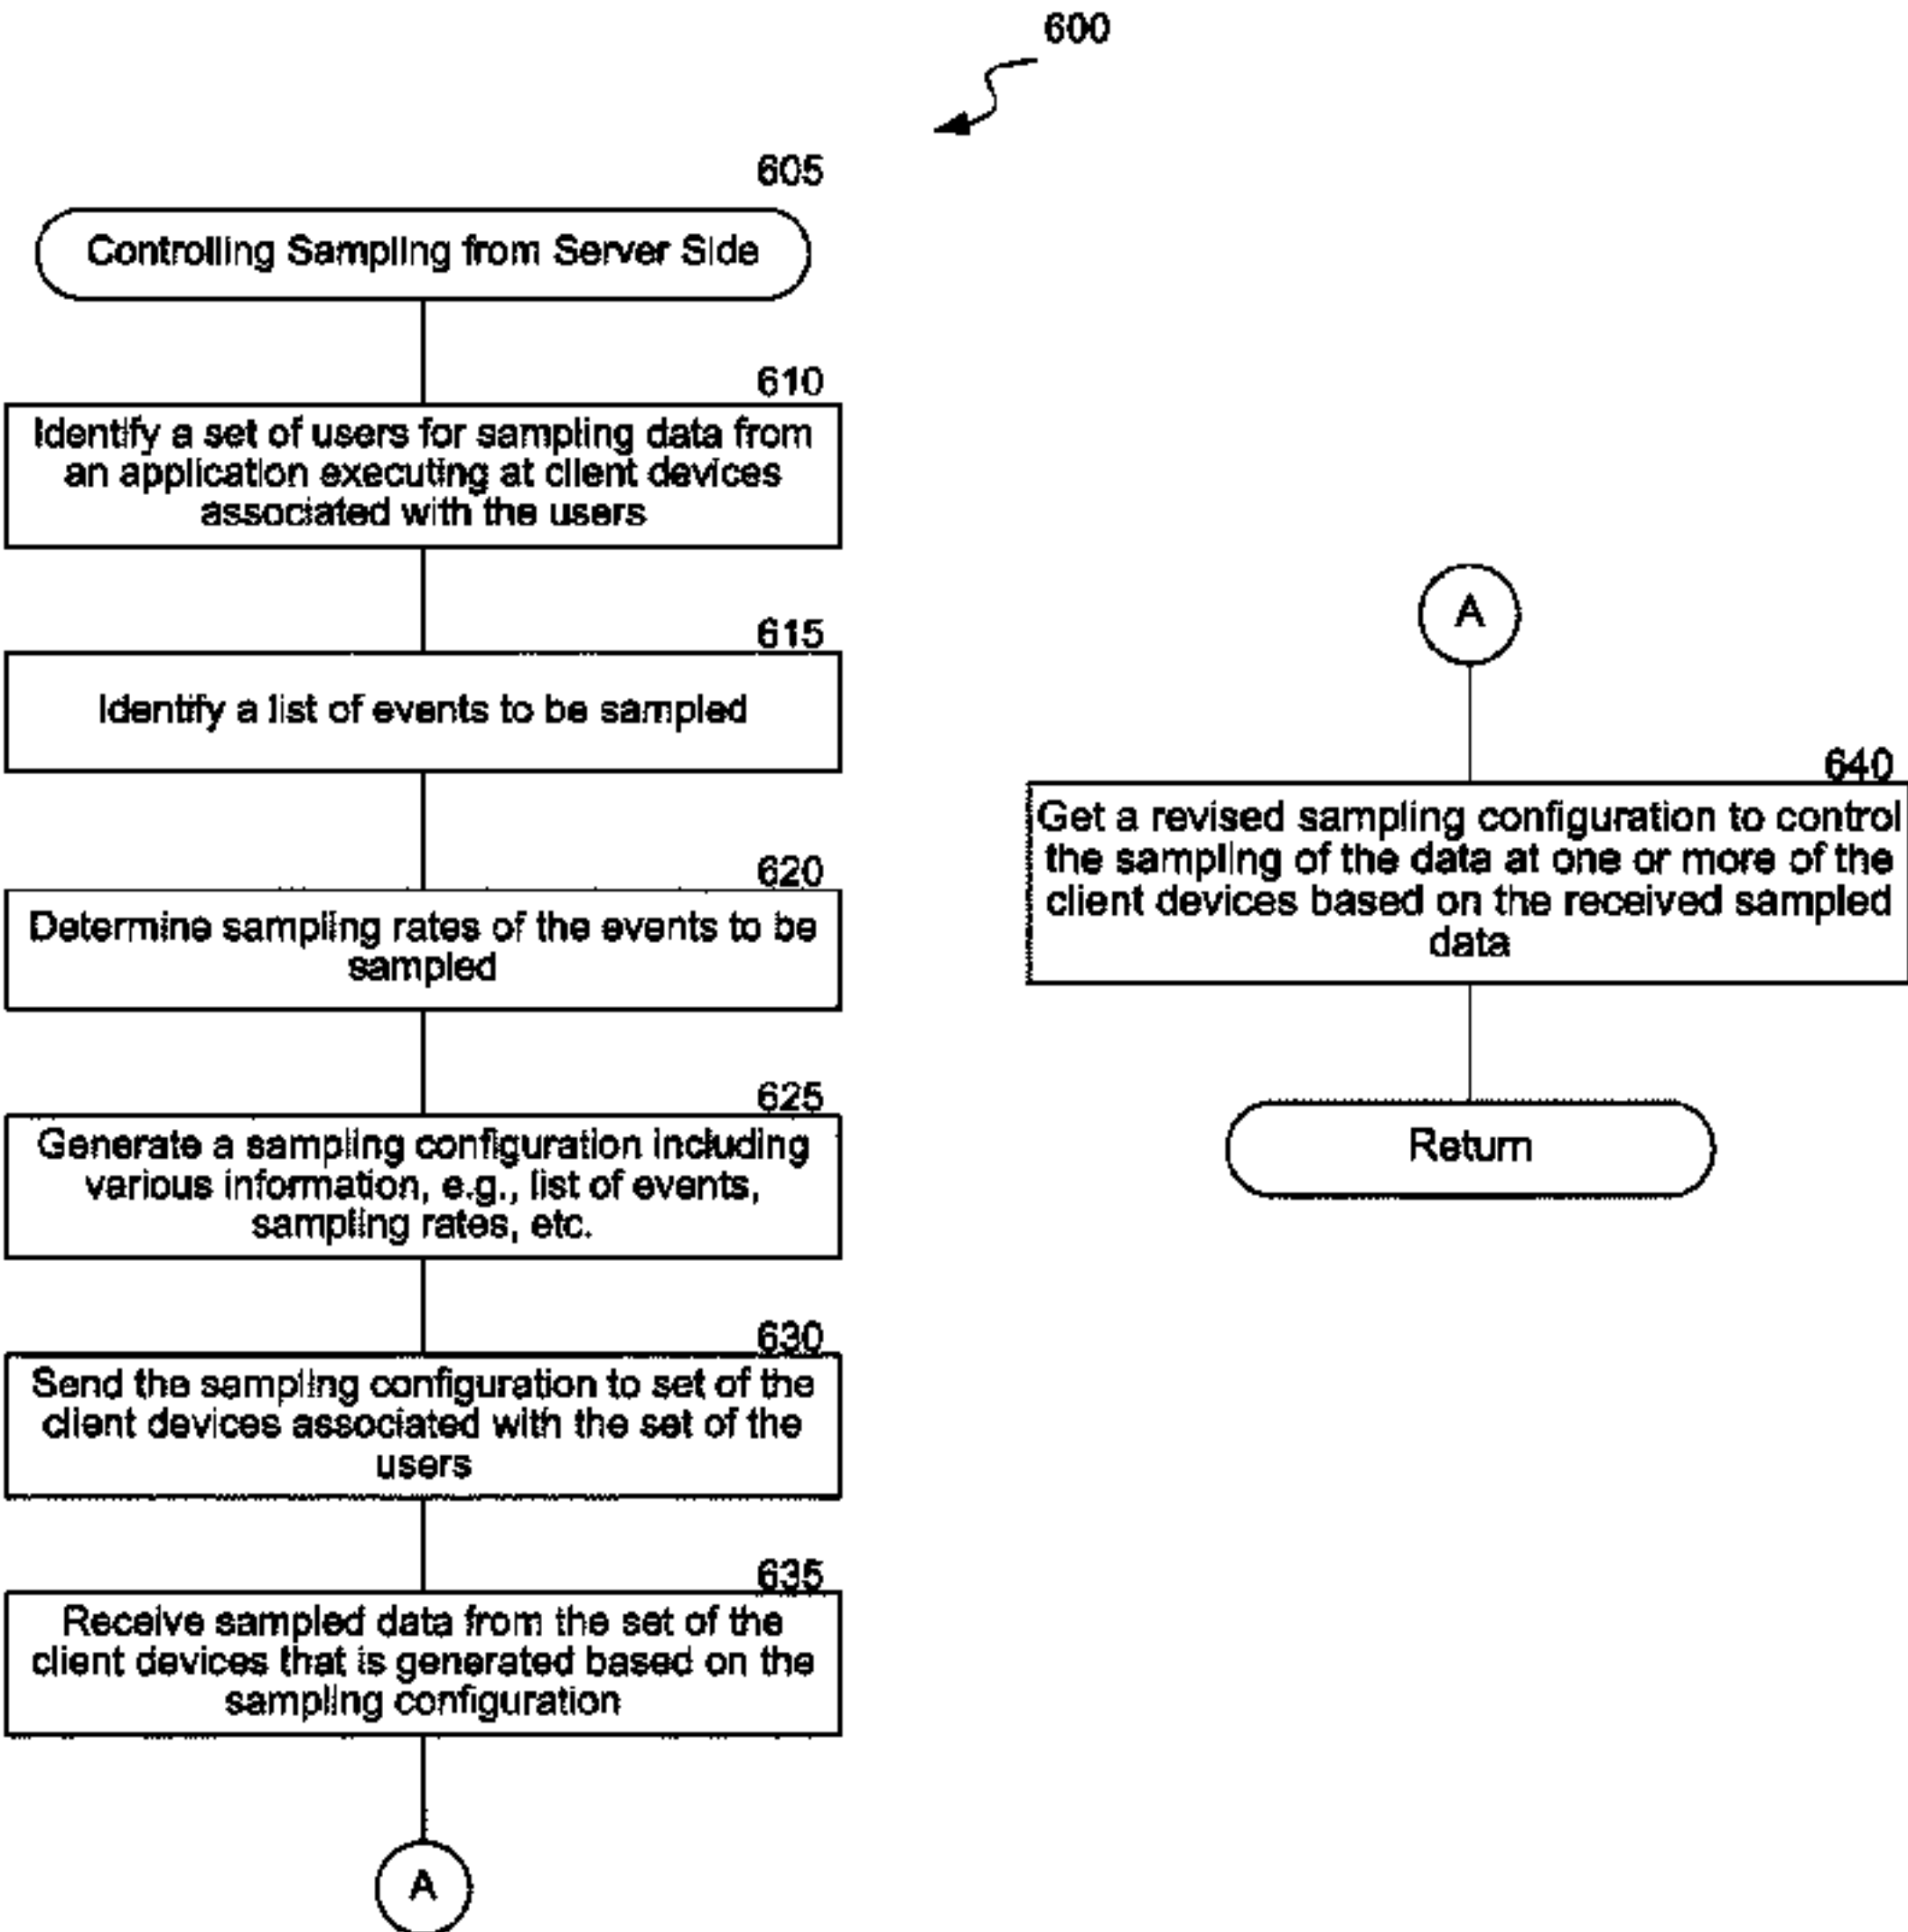 600
605
Controlling Sampling from Server Side
610
Identify a set of users for sampling data from
an application executing at client devices
associated with the users
615
Identify a list of events to be sampled
620
Determine sampling rates of the events to be
sampled
625
Generate a sampling configuration including
various information, e.g., list of events,
sampling rates, etc.
630
Send the sampling configuration to set of the
client devices associated with the set of the
users
635
Receive sampled data from the set of the
client devices that is generated based on the
sampling configuration
A
A
640
Get a revised sampling configuration to control
the sampling of the data at one or more of the
client devices based on the received sampled
data
Return